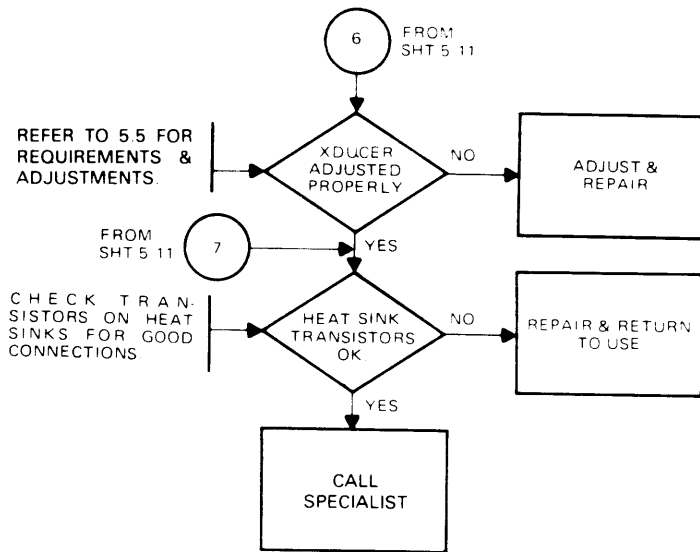 6
FROM
SHT 5 11
REFER TO 5.5 FOR
REQUIREMENTS &
ADJUSTMENTS.
XDUCER
ADJUSTED
PROPERLY
NO
ADJUST &
REPAIR
YES
FROM
SHT 5 11
7
CHECK TRAN-
SISTORS ON HEAT
SINKS FOR GOOD
CONNECTIONS.
HEAT SINK
TRANSISTORS
OK.
NO
REPAIR & RETURN
TO USE
YES
CALL
SPECIALIST